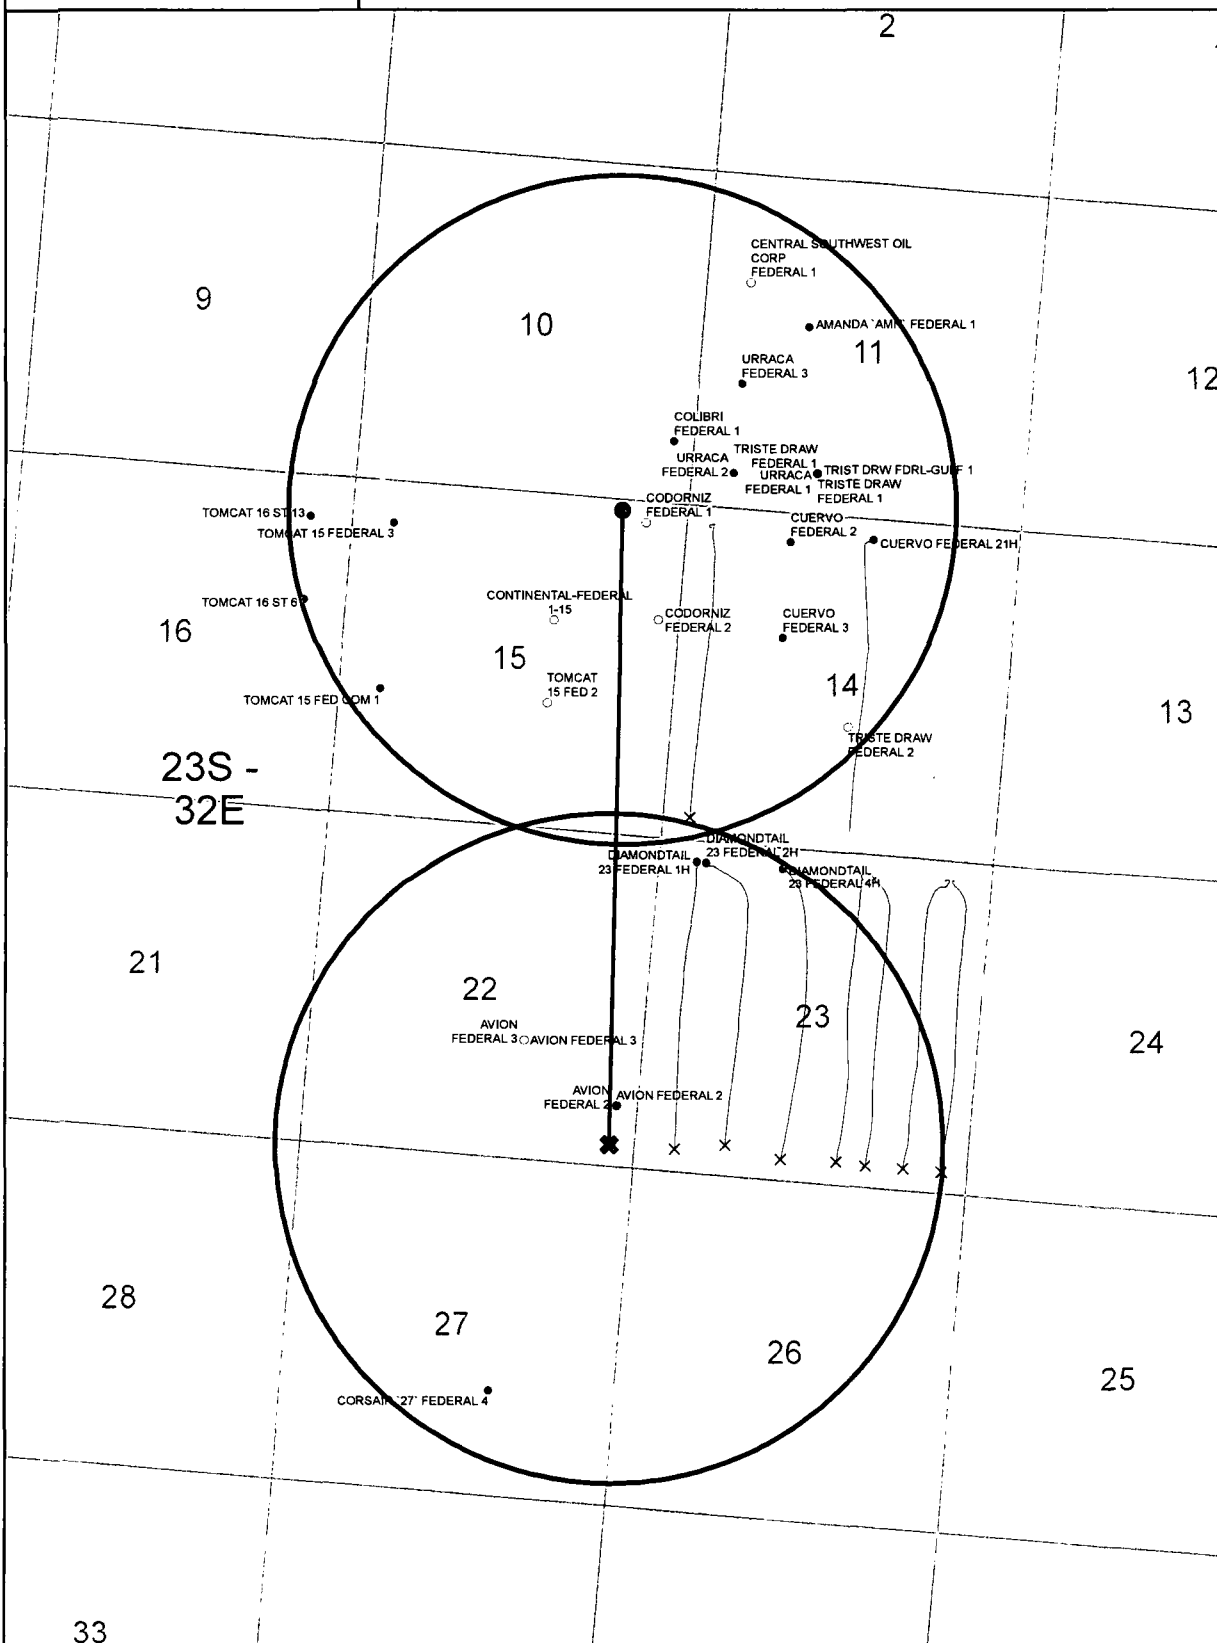 2
CENTRAL SOUTHWEST OIL
CORP
FEDERAL 1
9
10
FEDERAL 1
11
URRACA
FEDERAL 3
12
COLIBRI
FEDERAL 1
TRISTE DRAW
FEDERAL 1
URRACA
FEDERAL 2
TRIST DRW FDRL-GULF 1
URRACA
FEDERAL 1
TRISTE DRAW
FEDERAL 1
CODORNIZ
FEDERAL 1
TOMCAT 16 ST 13
TOMCAT 15 FEDERAL 3
CUERVO
FEDERAL 2
CUERVO FEDERAL 21H
TOMCAT 16 ST 6
CONTINENTAL-FEDERAL
1-15
CODORNIZ
FEDERAL 2
CUERVO
FEDERAL 3
16
15
TOMCAT
15 FED 2
14
TOMCAT 15 FED COM 1
13
TRISTE DRAW
FEDERAL 2
23S -
32E
DIAMONDTAIL
23 FEDERAL 2H
DIAMONDTAIL
23 FEDERAL 1H
DIAMONDTAIL
23 FEDERAL 4H
21
22
23
24
AVION
FEDERAL 3
AVION FEDERAL 3
AVION
FEDERAL 2
AVION FEDERAL 2
28
27
26
25
CORSAIR '27' FEDERAL 4
33